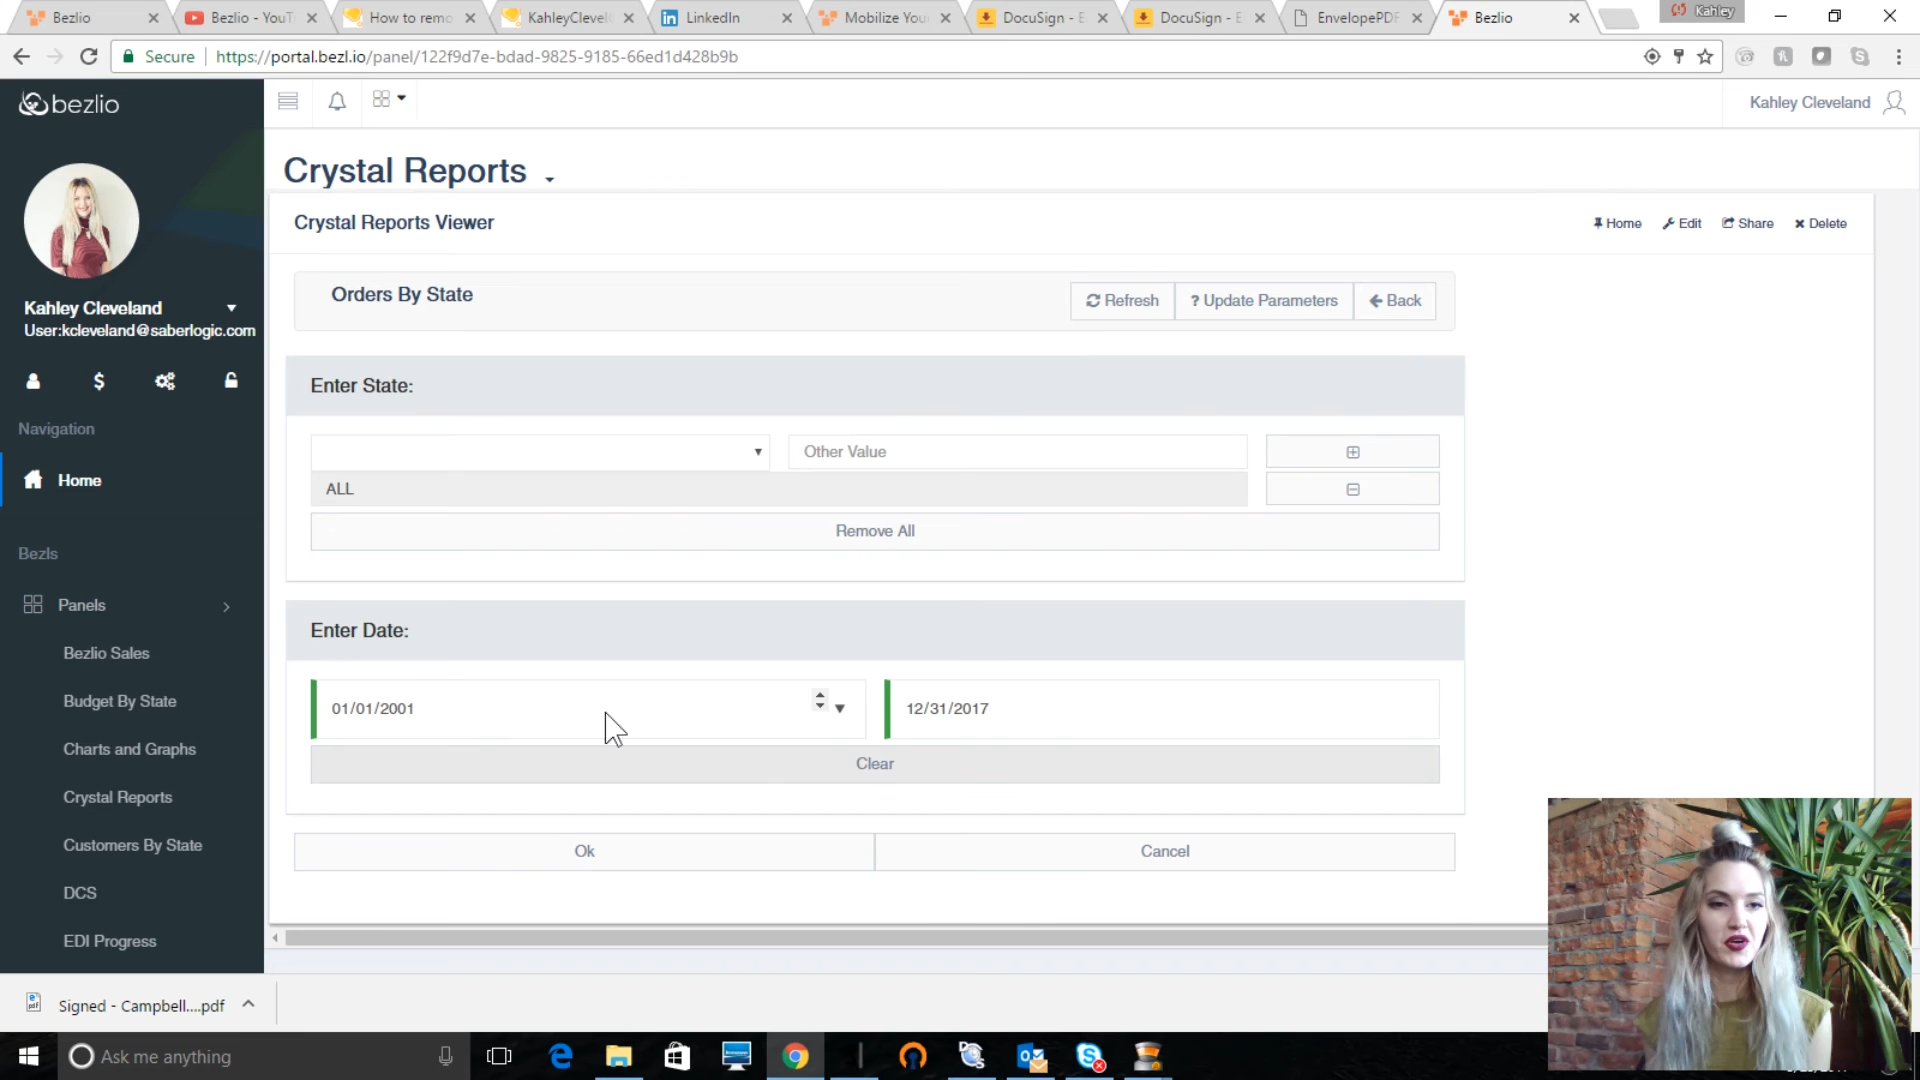 Bezlio
Bezlio - YouT
How to remo
KahleyClevel
LinkedIn
Mobilize You
DocuSign - E
DocuSign - E
EnvelopePDF
Bezlio
Kahley
Secure
https://portal.bezl.io/panel/122f9d7e-bdad-9825-9185-66ed1d428b9b
bezlio
Kahley Cleveland
Crystal Reports
Crystal Reports Viewer
Home
Edit
Share
Delete
Orders By State
Refresh
? Update Parameters
Back
Kahley Cleveland
User:kcleveland@saberlogic.com
Enter State:
Other Value
ALL
Remove All
Navigation
Home
Bezls
Panels
Bezlio Sales
Budget By State
Charts and Graphs
Crystal Reports
Customers By State
DCS
EDI Progress
Enter Date:
01/01/2001
12/31/2017
Clear
Ok
Cancel
Signed - Campbell....pdf
Ask me anything